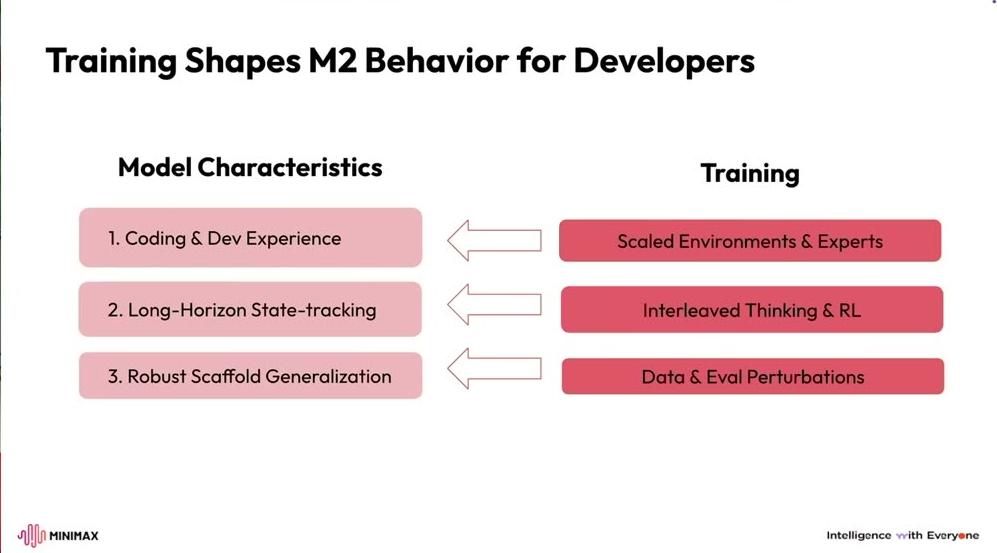 Training Shapes M2 Behavior for Developers
Model Characteristics
Training
1. Coding & Dev Experience
Scaled Environments & Experts
2. Long-Horizon State-tracking
Interleaved Thinking & RL
3. Robust Scaffold Generalization
Data & Eval Perturbations
MINIMAX
Intelligence with Everyone